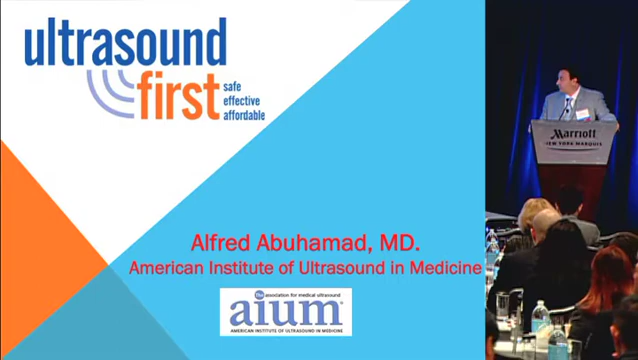 ultrasound
first
safe
effective
affordable
Alfred Abuhamad, MD.
American Institute of Ultrasound in Medicine
the association for medical ultrasound
aium
AMERICAN INSTITUTE OF ULTRASOUND IN MEDICINE
Marriott
NEW YORK MARQUIS